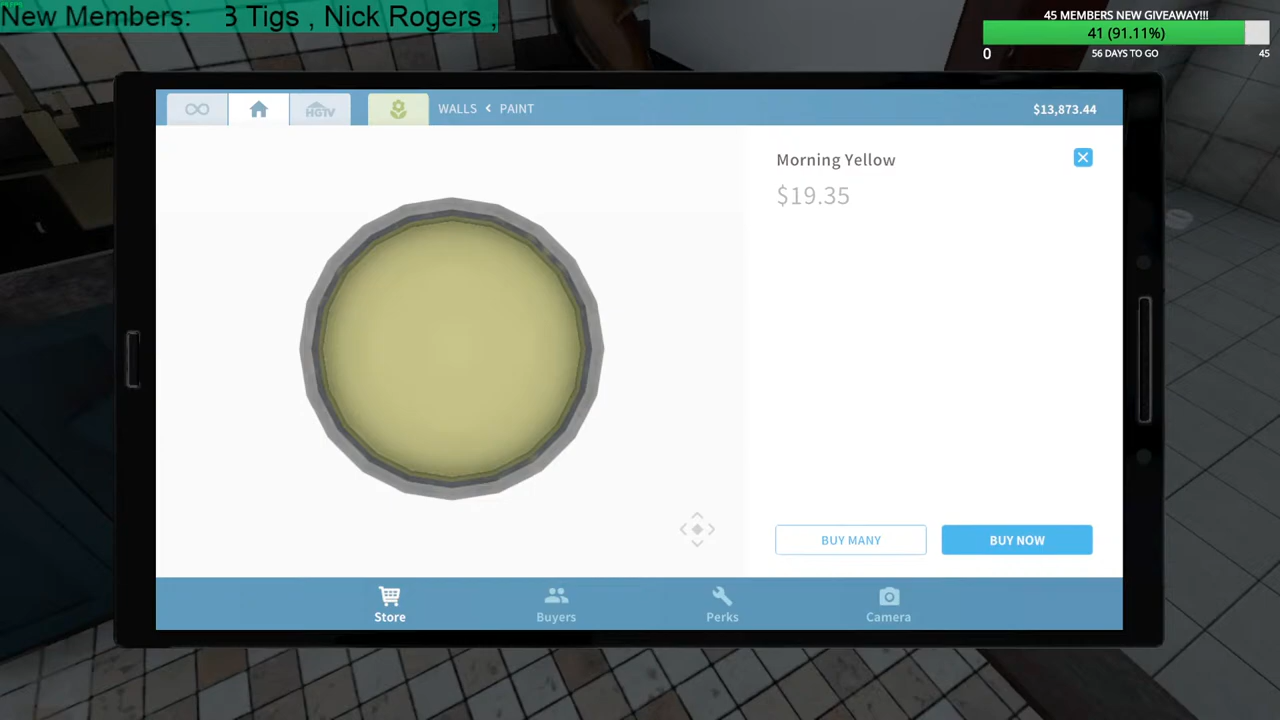 New Members: 3 Tigs , Nick Rogers ,
45 MEMBERS NEW GIVEAWAY!!!
41 (91.11%)
0 56 DAYS TO GO 45
HGTV WALLS < PAINT $13,873.44
Morning Yellow
$19.35
BUY MANY BUY NOW
Store Buyers Perks Camera